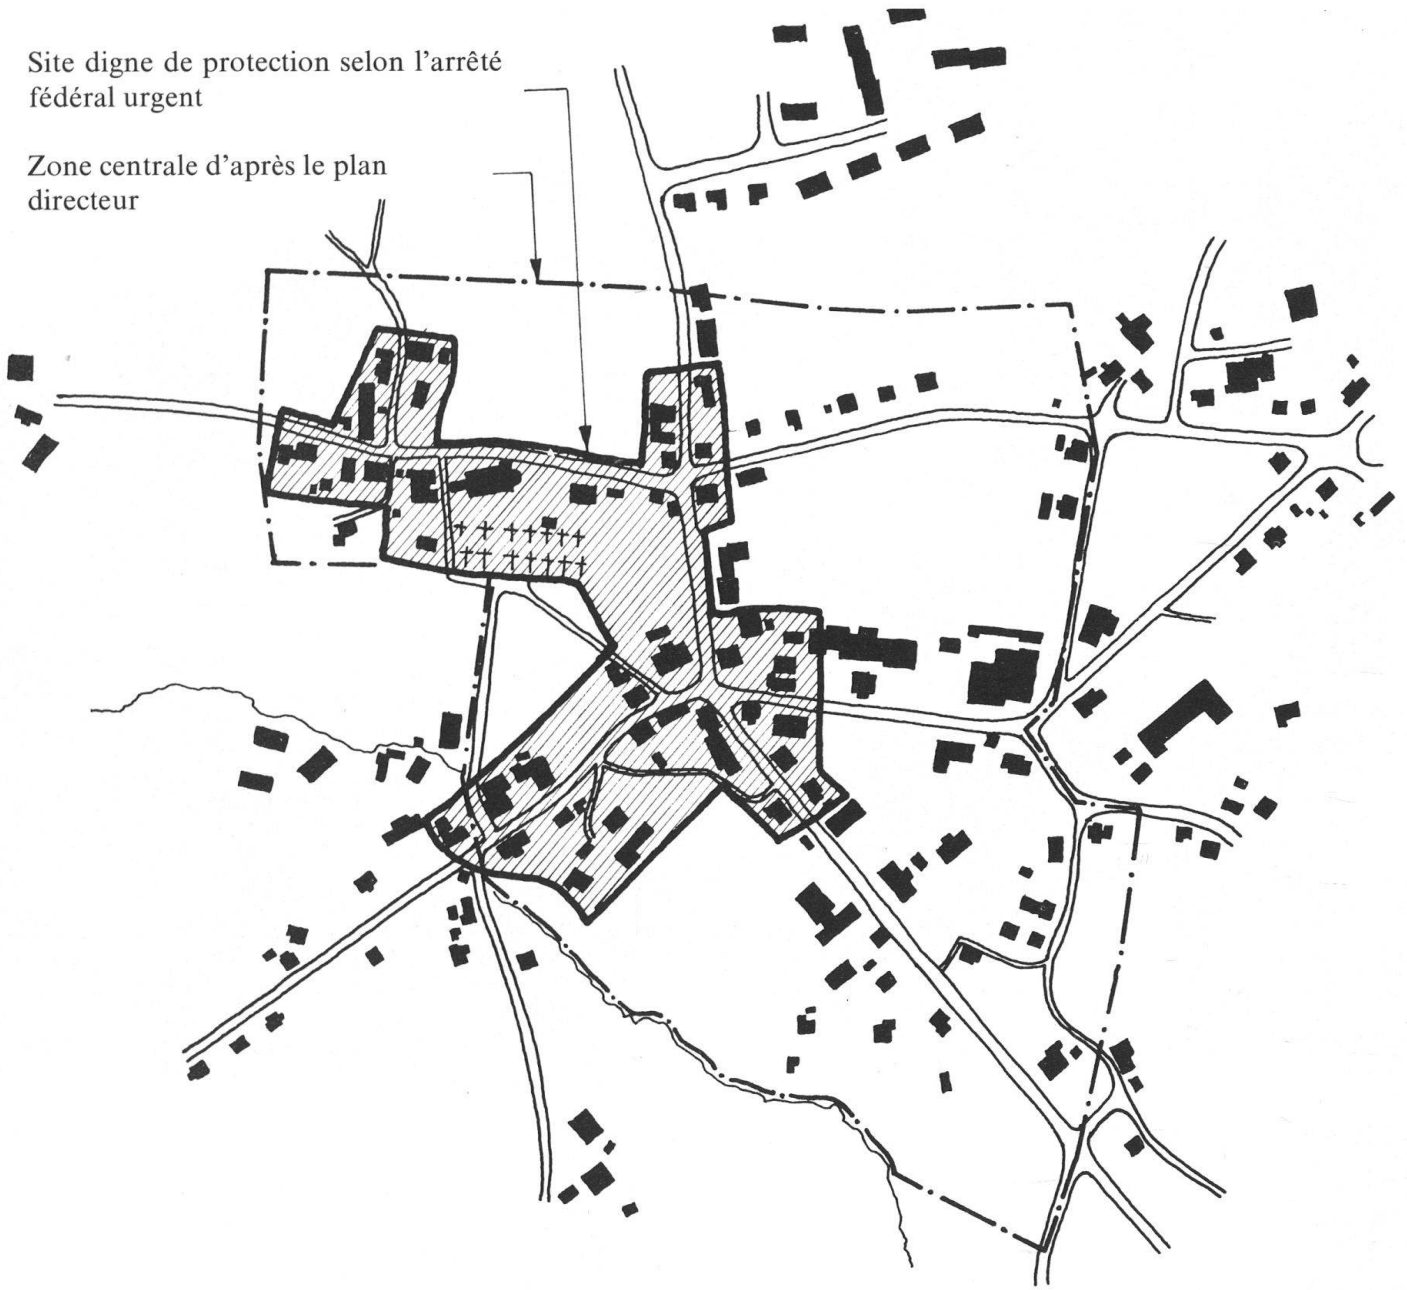 Site digne de protection selon l'arrêté
fédéral urgent
Zone centrale d'après le plan
directeur